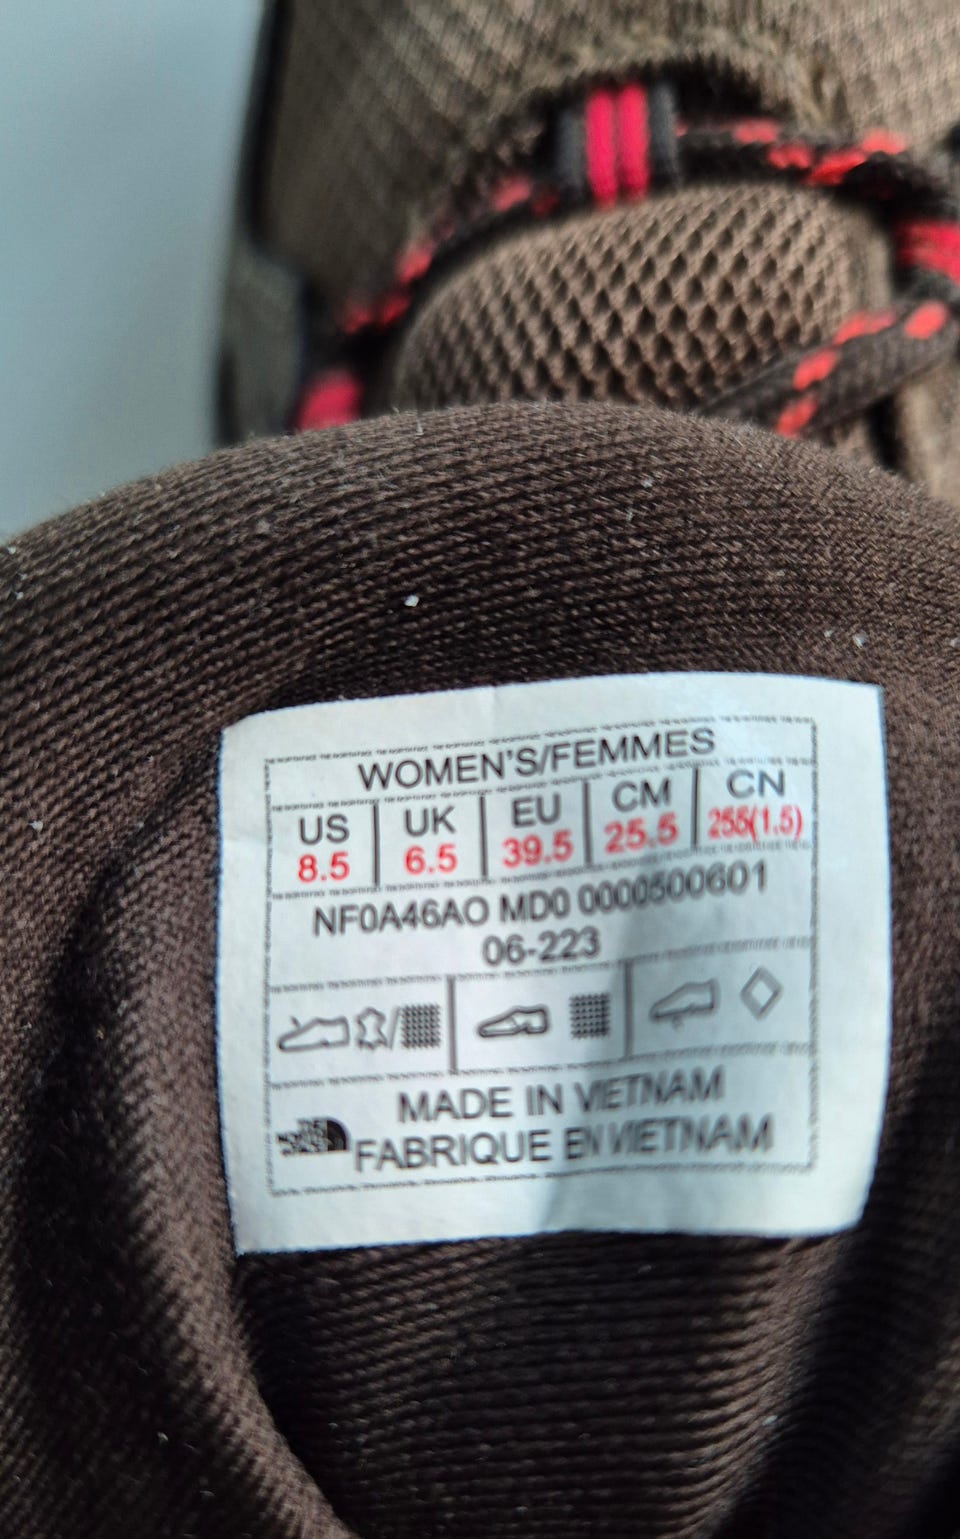 WOMEN'S/FEMMES
US UK EU CM CN
8.5 6.5 39.5 25.5 255(1.5)
NF0A46AO MD0 0000500601
06-223
MADE IN VIETNAM
FABRIQUE EN VIETNAM